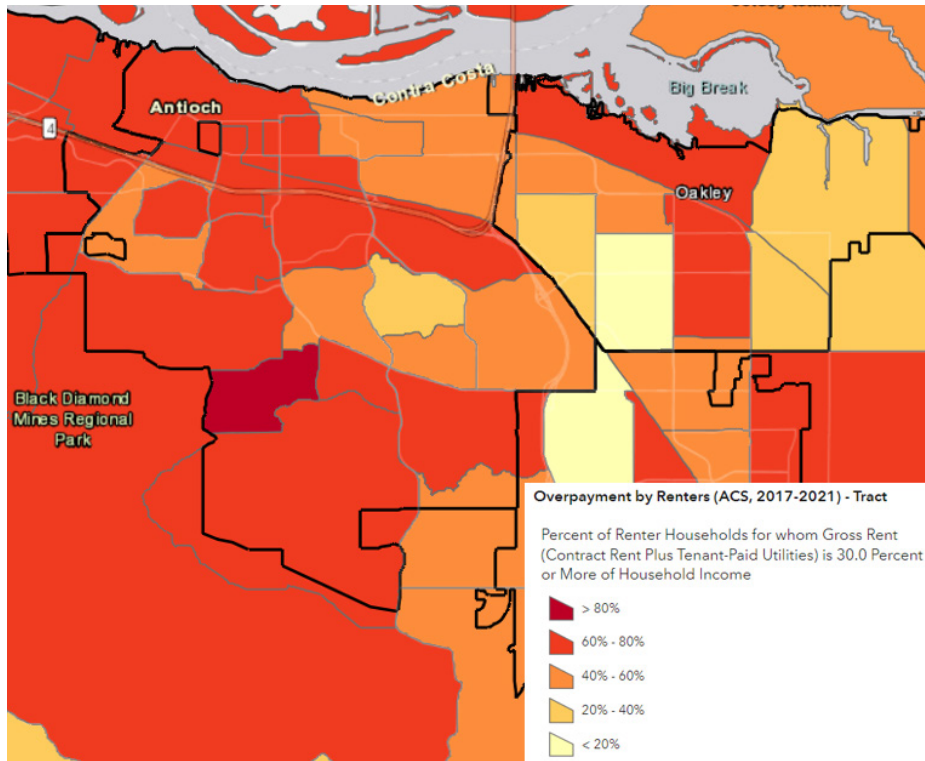 Antioch
Contra Costa
Big Break
4
Oakley
Black Diamond
Mines Regional
Park
Overpayment by Renters (ACS, 2017-2021) - Tract
Percent of Renter Households for whom Gross Rent
(Contract Rent Plus Tenant-Paid Utilities) is 30.0 Percent
or More of Household Income
> 80%
60% - 80%
40% - 60%
20% - 40%
< 20%